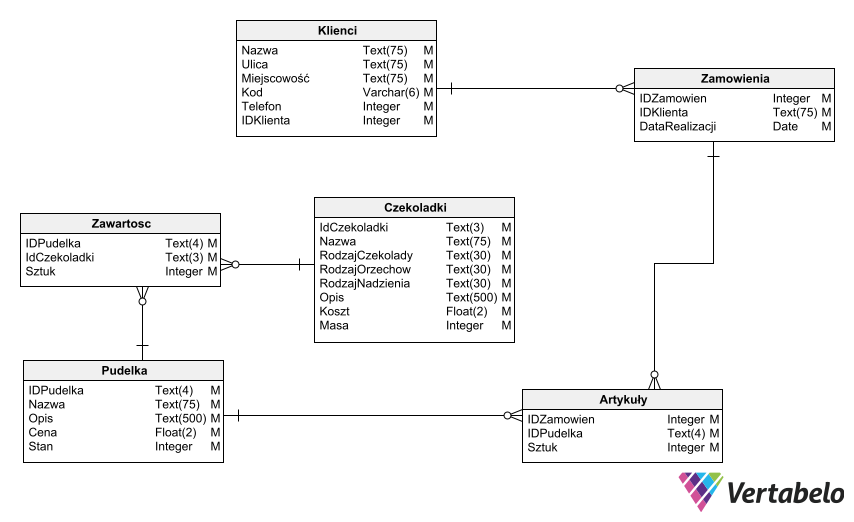 Klienci
Nazwa Text(75) M
Ulica Text(75) M
Miejscowość Text(75) M
Kod Varchar(6) M
Telefon Integer M
IDKlienta Integer M
Zamowienia
IDZamowien Integer M
IDKlienta Text(75) M
DataRealizacji Date M
Czekoladki
IdCzekoladki Text(3) M
Nazwa Text(75) M
RodzajCzekolady Text(30) M
RodzajOrzechow Text(30) M
RodzajNadzienia Text(30) M
Opis Text(500) M
Koszt Float(2) M
Masa Integer M
Zawartosc
IDPudelka Text(4) M
IdCzekoladki Text(3) M
Sztuk Integer M
Pudelka
IDPudelka Text(4) M
Nazwa Text(75) M
Opis Text(500) M
Cena Float(2) M
Stan Integer M
Artykuły
IDZamowien Integer M
IDPudelka Text(4) M
Sztuk Integer M
Vertabelo